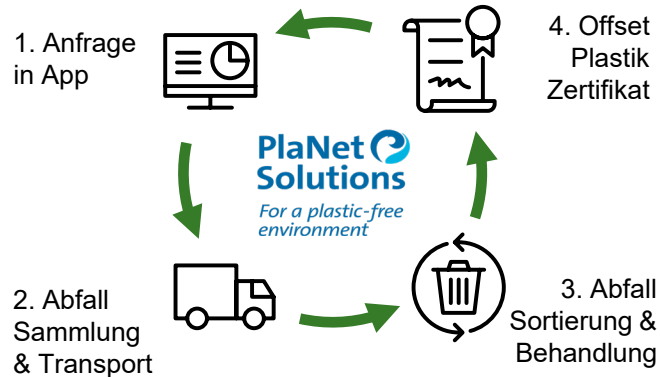 1. Anfrage
in App
4. Offset
Plastik
Zertifikat
PlaNet
Solutions
For a plastic-free
environment
2. Abfall
Sammlung
& Transport
3. Abfall
Sortierung &
Behandlung